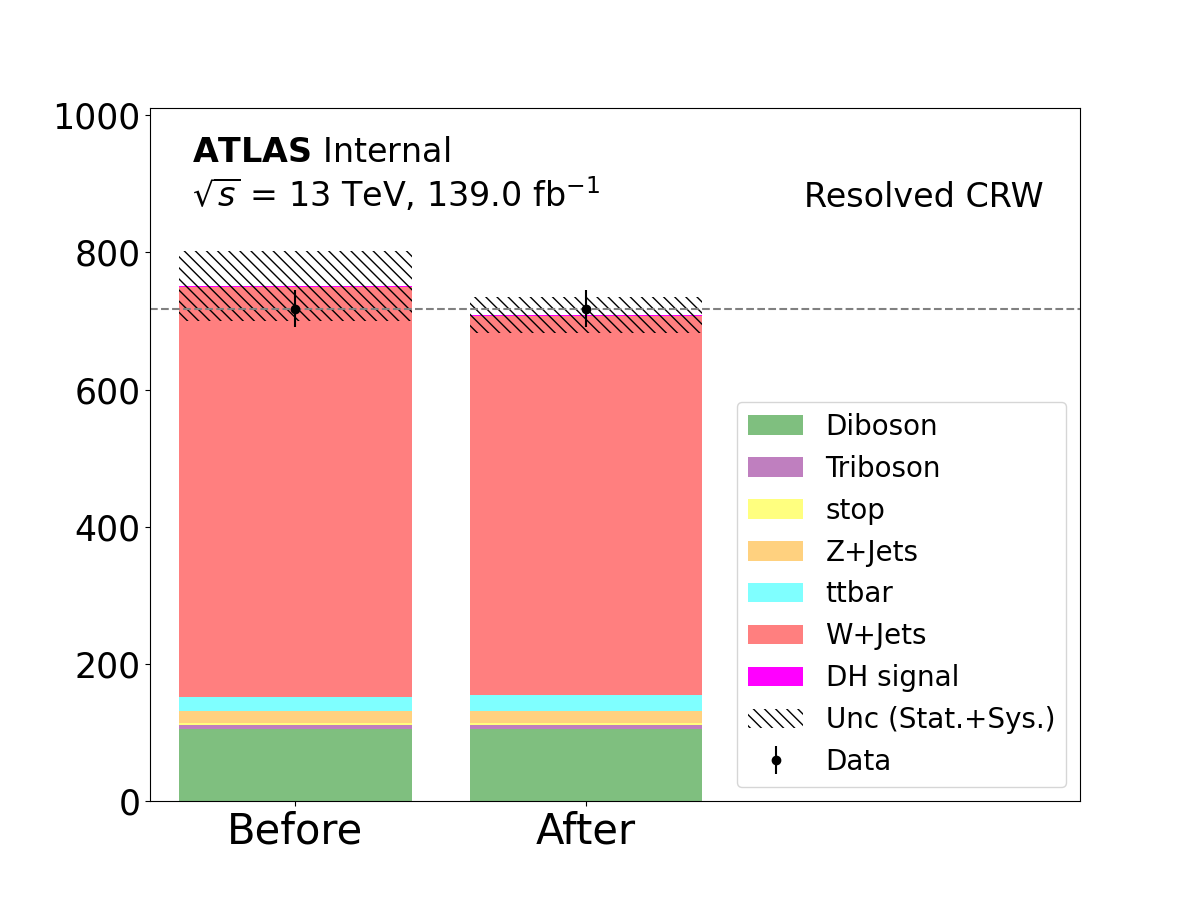 1000
800
600
400
200
0
ATLAS Internal
√s = 13 TeV, 139.0 fb⁻¹
Resolved CRW
Diboson
Triboson
stop
Z+Jets
ttbar
W+Jets
DH signal
Unc (Stat.+Sys.)
Data
Before
After